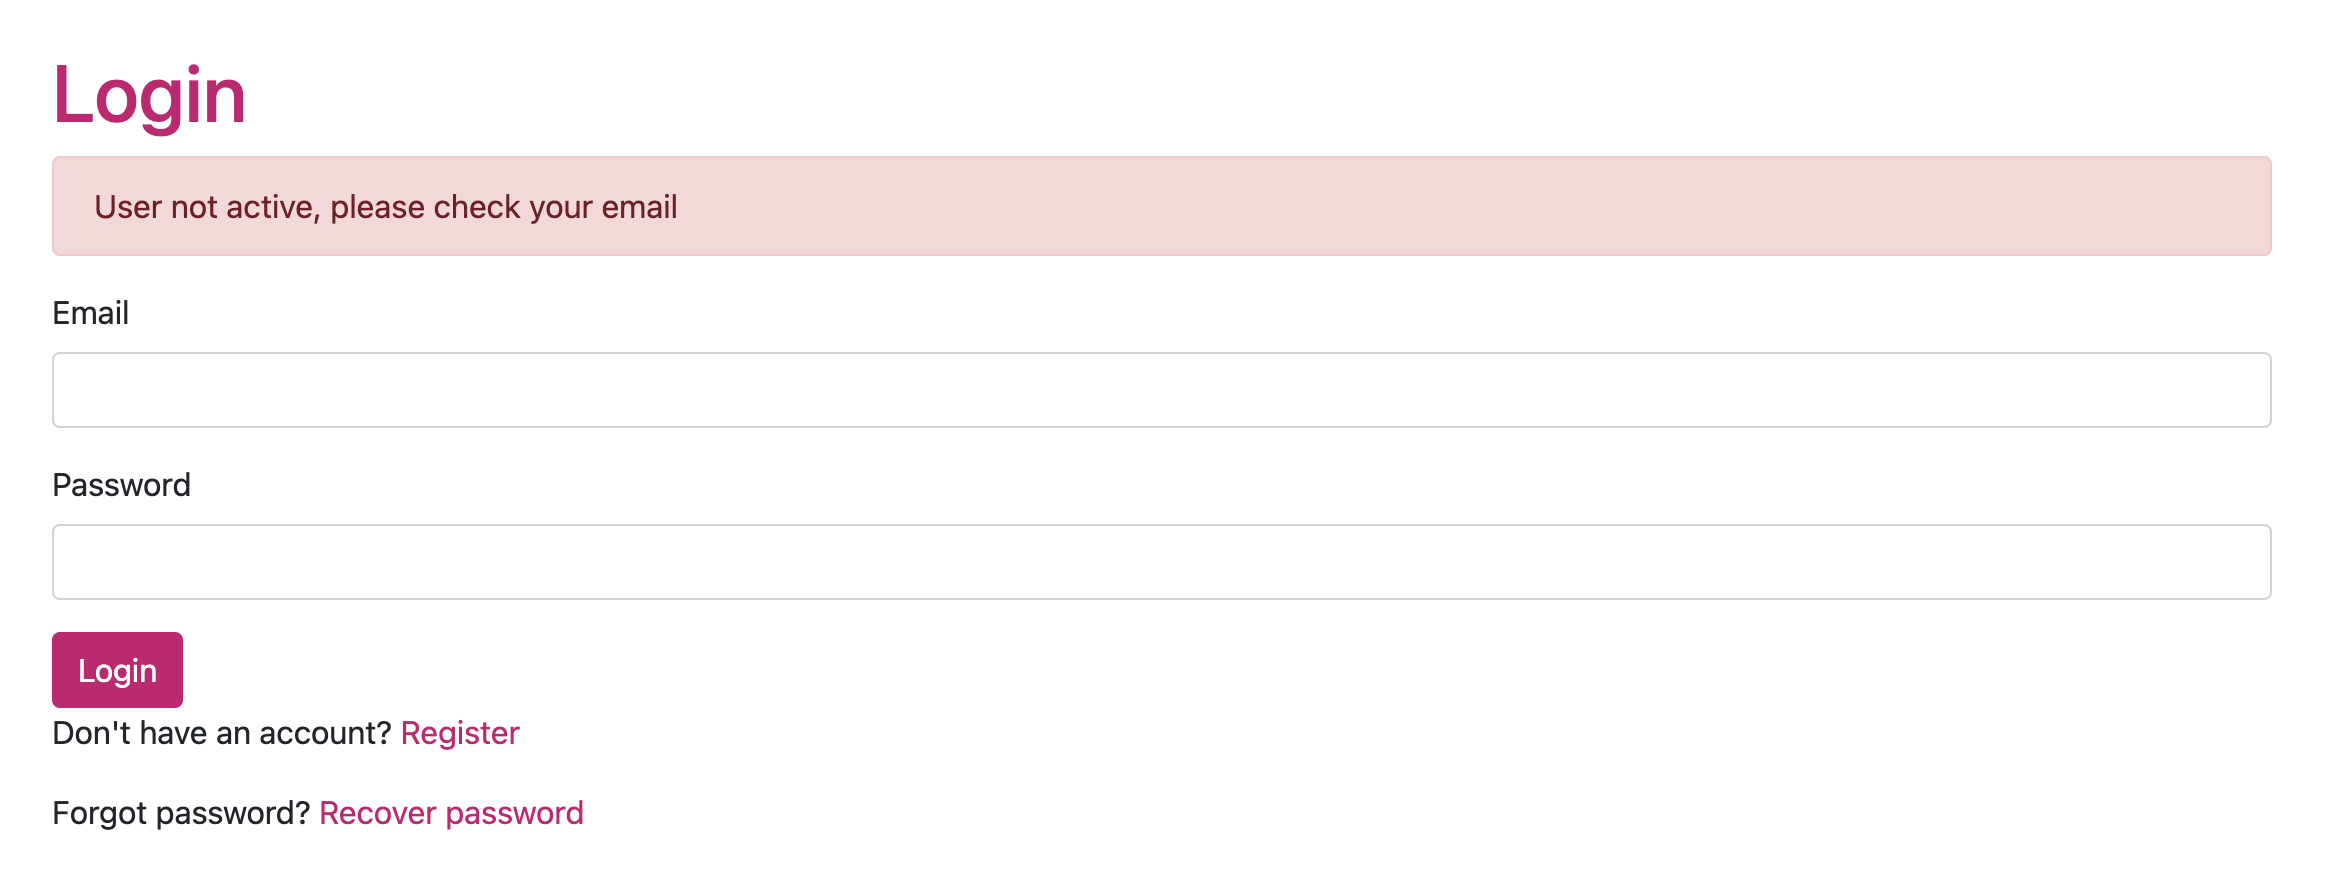 Login
User not active, please check your email
Email
Password
Login
Don't have an account? Register
Forgot password? Recover password